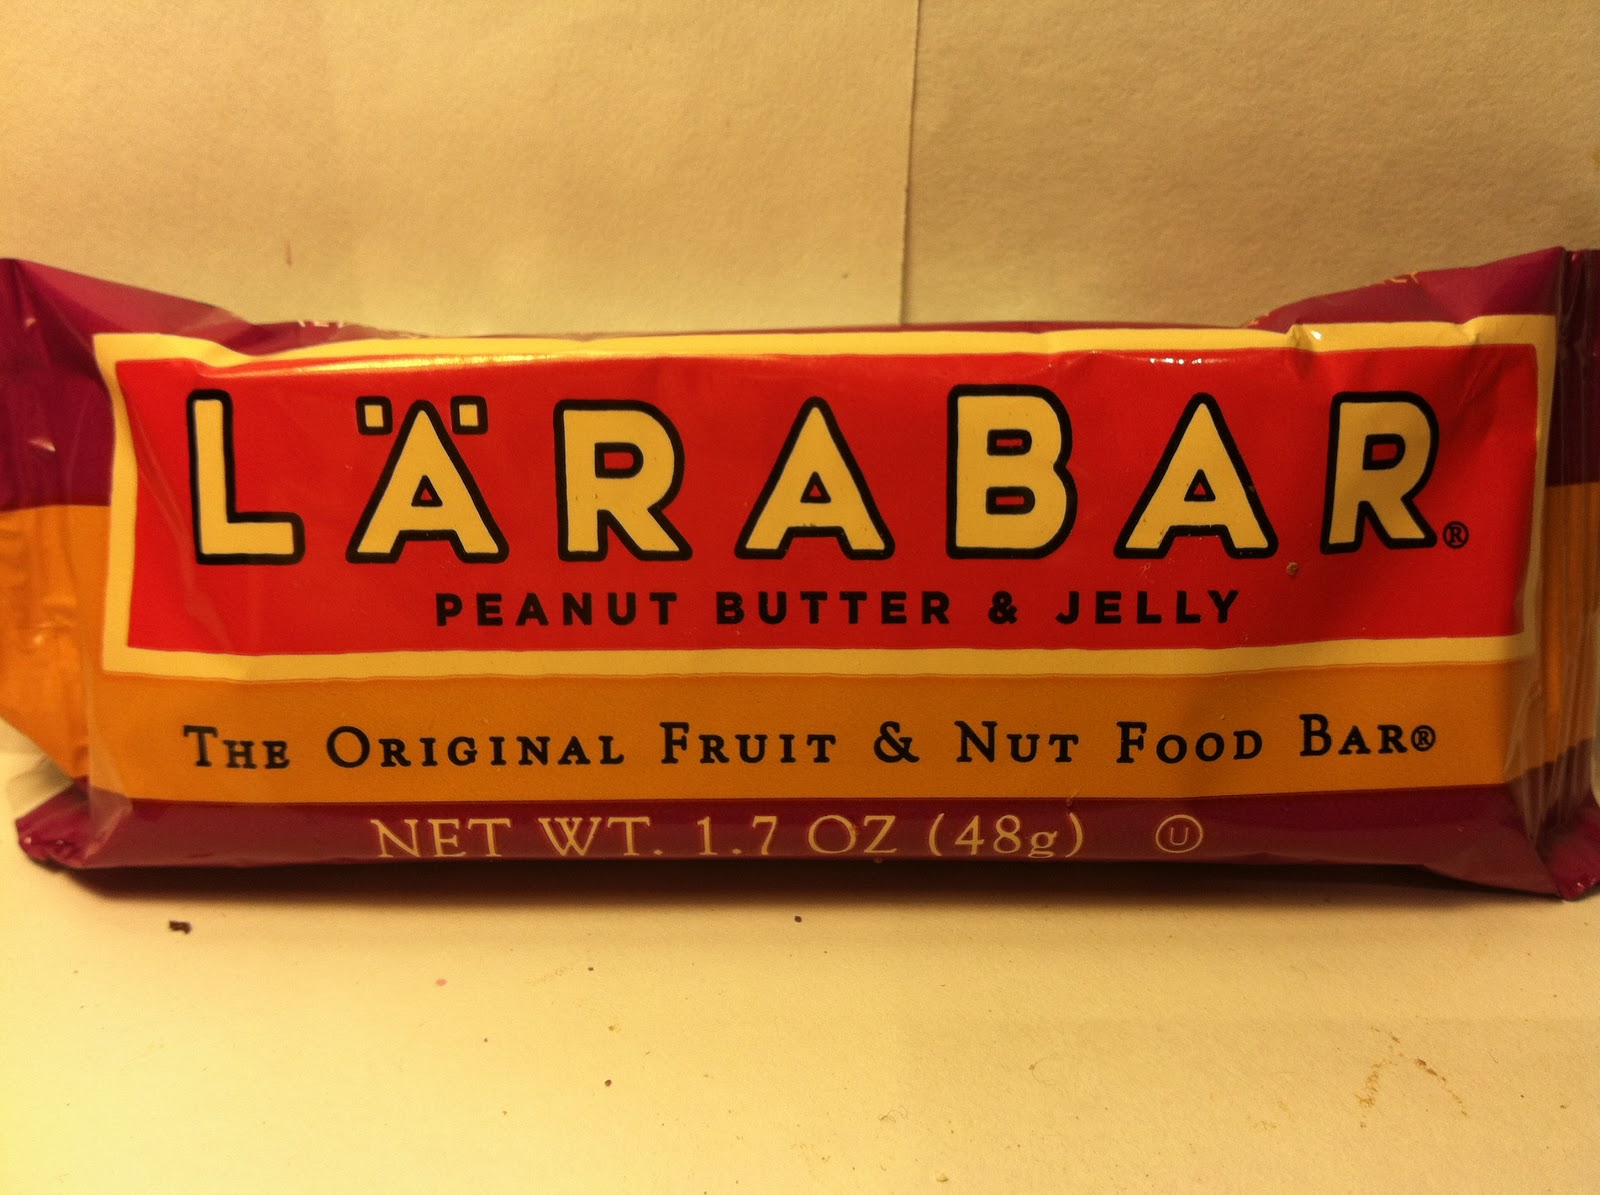 LÄRABAR®
PEANUT BUTTER & JELLY
THE ORIGINAL FRUIT & NUT FOOD BAR®
NET WT. 1.7 OZ (48g) Ⓤ